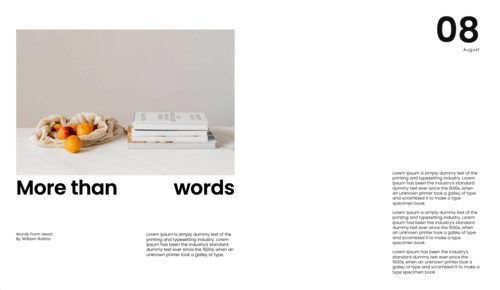 08
August
More than words
Words From Heart
By William Rollins
Lorem Ipsum is simply dummy text of the
printing and typesetting industry. Lorem
Ipsum has been the industry's standard
dummy text ever since the 1500s, when an
unknown printer took a galley of type.
Lorem Ipsum is simply dummy text of the
printing and typesetting industry. Lorem
Ipsum has been the industry's standard
dummy text ever since the 1500s, when
an unknown printer took a galley of type
and scrambled it to make a type
specimen book.
Lorem Ipsum is simply dummy text of the
printing and typesetting industry. Lorem
Ipsum has been the industry's standard
dummy text ever since the 1500s, when
an unknown printer took a galley of type
and scrambled it to make a type
specimen book.
Lorem Ipsum has been the industry's
standard dummy text ever since the
1500s, when an unknown printer took a
galley of type and scrambled it to make a
type specimen book.